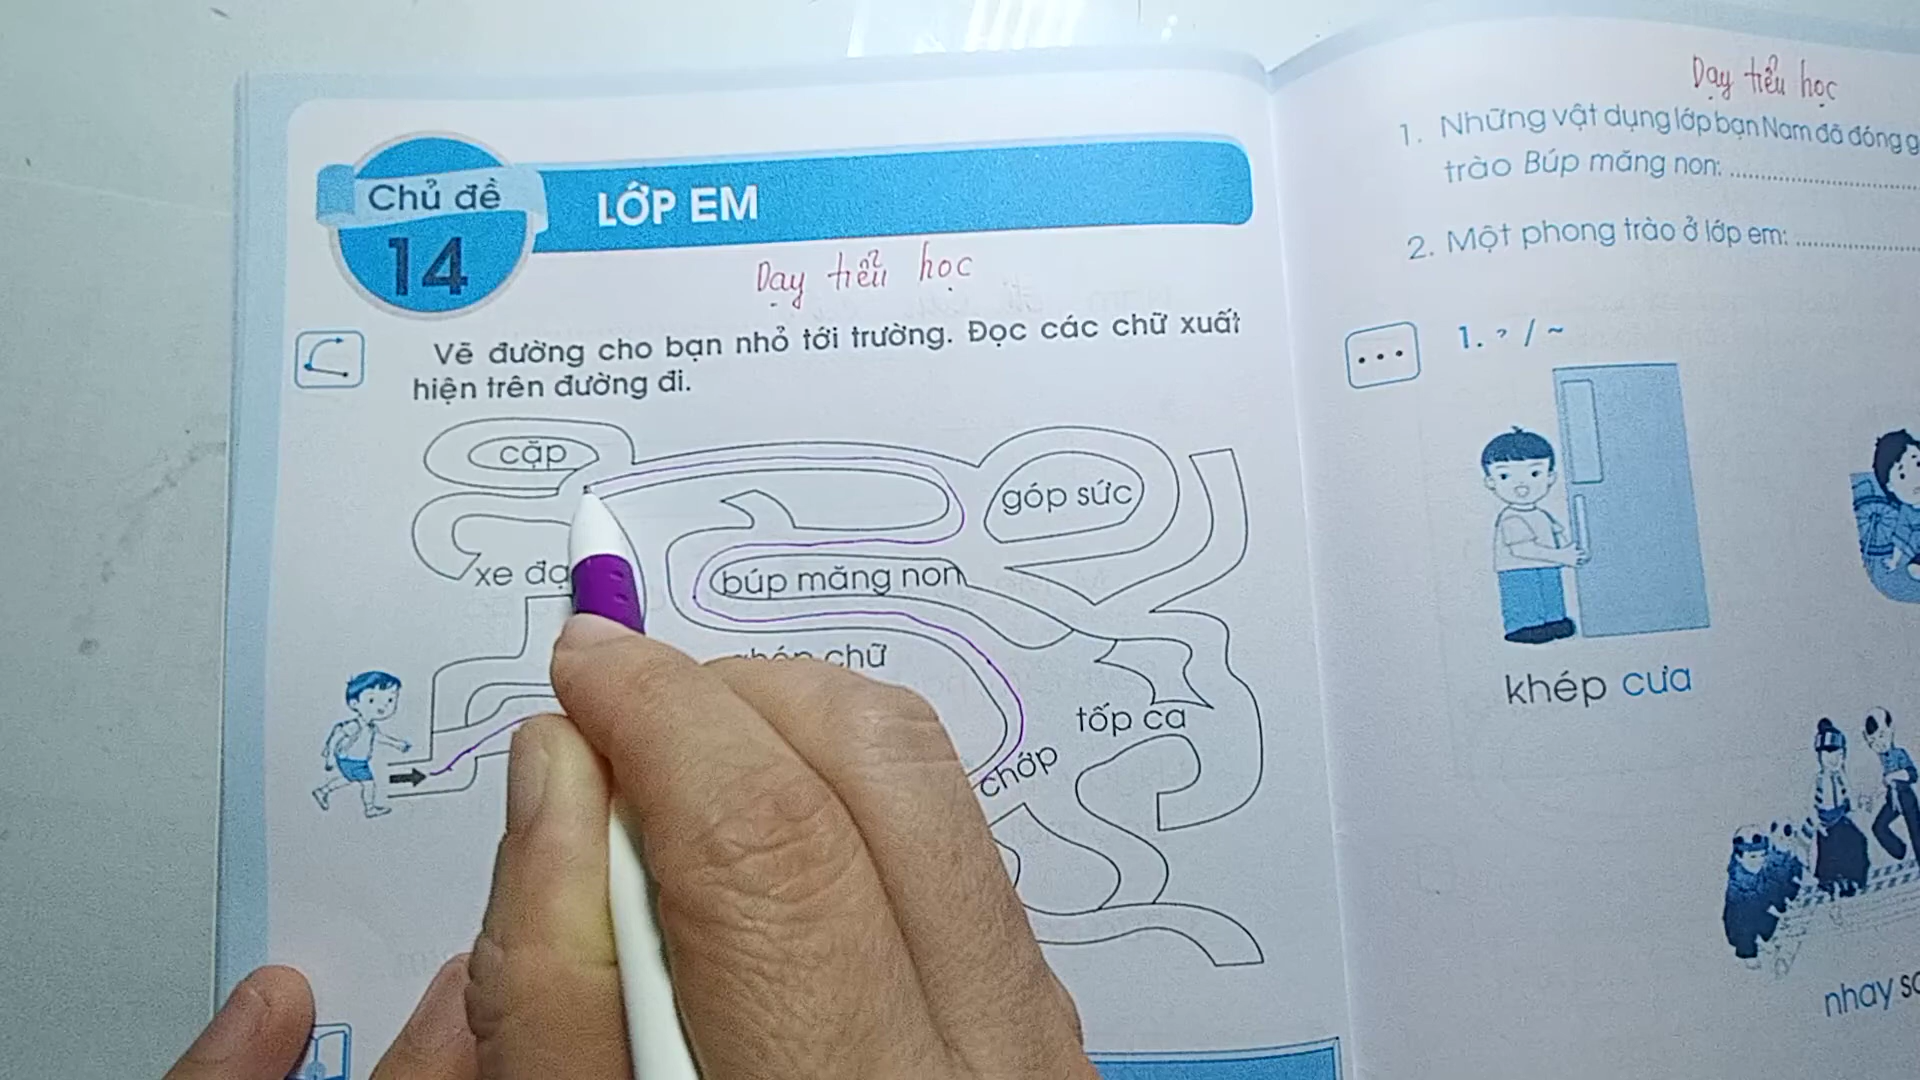 Chủ đề
14
LỚP EM
Dạy tiểu học
Vẽ đường cho bạn nhỏ tới trường. Đọc các chữ xuất
hiện trên đường đi.
cặp
góp sức
xe
búp măng non
chữ
tốp ca
chớp
Dạy tiểu học
1. Những vật dụng lớp bạn Nam đã đóng
trào Búp măng non:
2. Một phong trào ở lớp em:
1. ̉ / ~
khép cưa
nhay